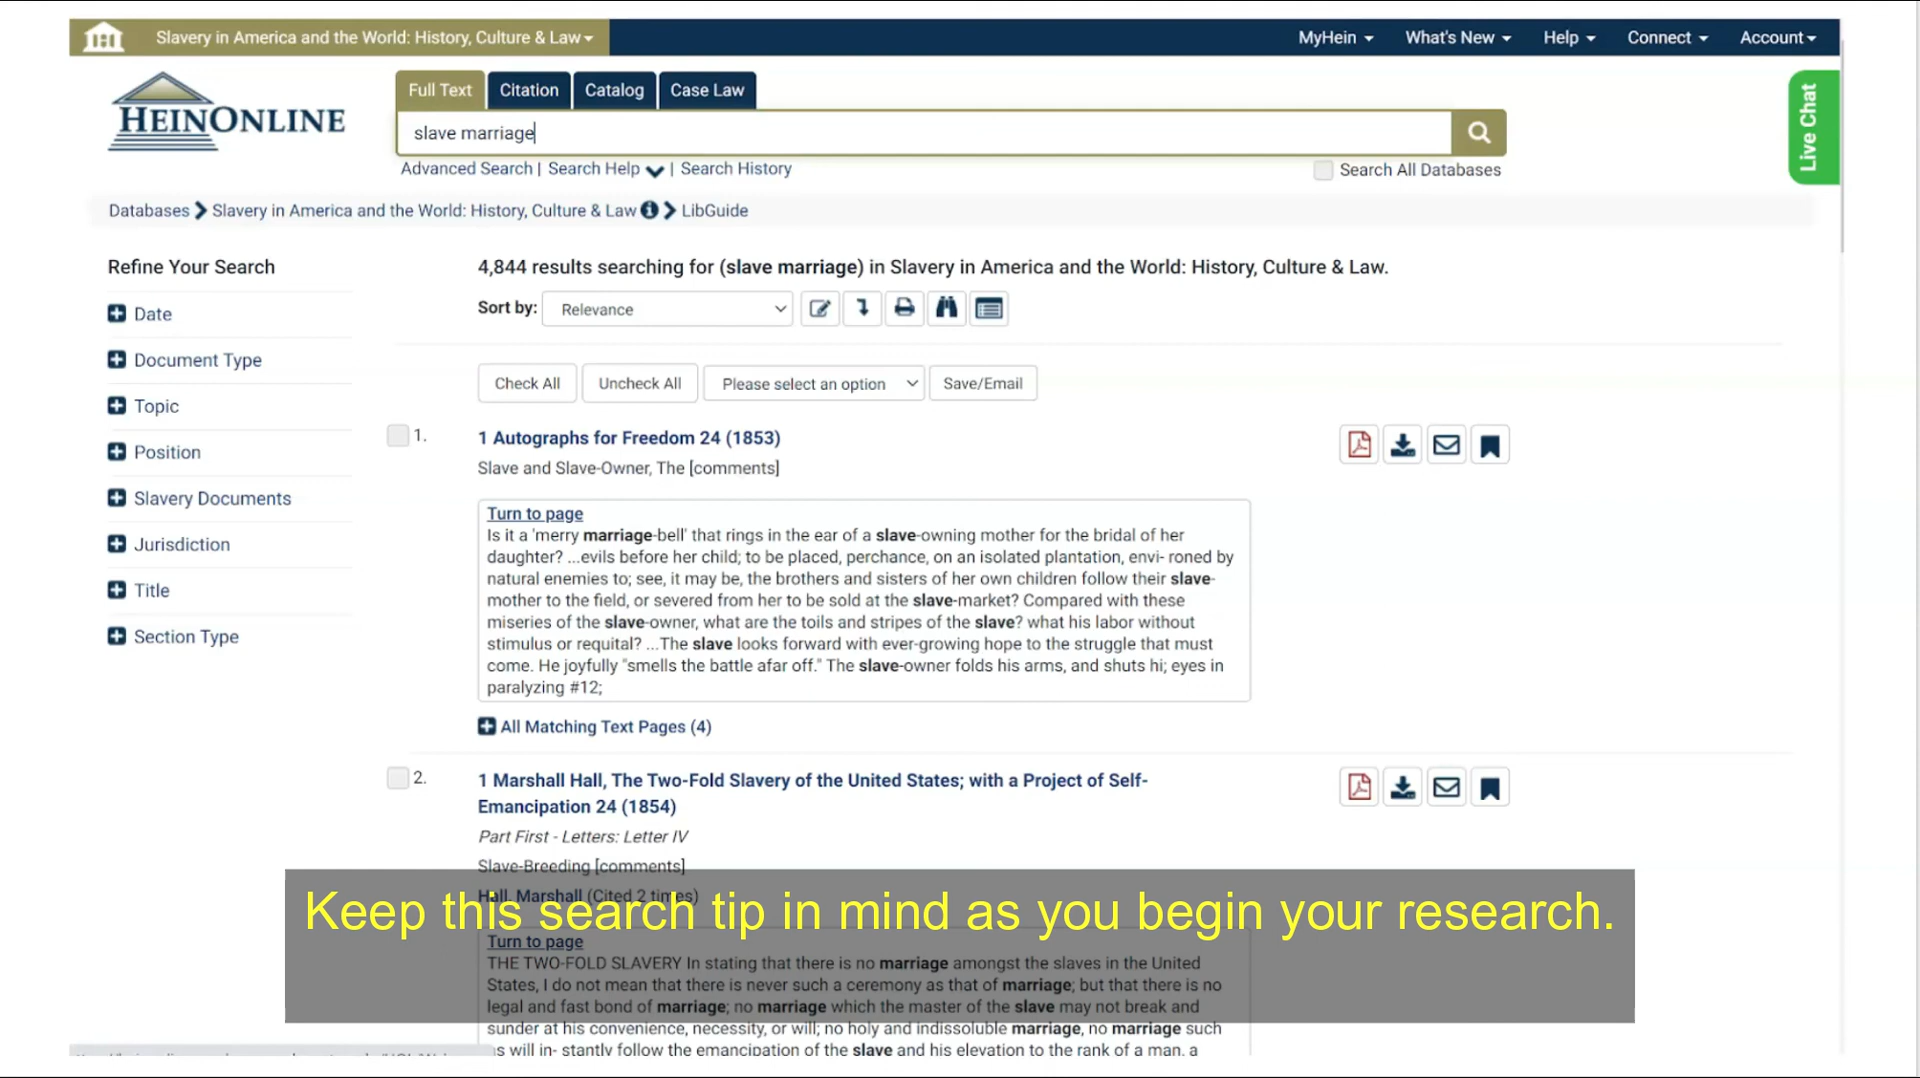 Slavery in America and the World: History, Culture & Law
MyHein
What's New
Help
Connect
Account
HEINONLINE
Full Text
Citation
Catalog
Case Law
slave marriage
Advanced Search | Search Help | Search History
Search All Databases
Live Chat
Databases Slavery in America and the World: History, Culture & Law LibGuide
Refine Your Search
Date
Document Type
Topic
Position
Slavery Documents
Jurisdiction
Title
Section Type
4,844 results searching for (slave marriage) in Slavery in America and the World: History, Culture & Law.
Sort by: Relevance
Check All
Uncheck All
Please select an option
Save/Email
1.
1 Autographs for Freedom 24 (1853)
Slave and Slave-Owner, The [comments]
Turn to page
Is it a 'merry marriage-bell' that rings in the ear of a slave-owning mother for the bridal of her
daughter? ...evils before her child; to be placed, perchance, on an isolated plantation, envi- roned by
natural enemies to; see, it may be, the brothers and sisters of her own children follow their slave-
mother to the field, or severed from her to be sold at the slave-market? Compared with these
miseries of the slave-owner, what are the toils and stripes of the slave? what his labor without
stimulus or requital? ...The slave looks forward with ever-growing hope to the struggle that must
come. He joyfully "smells the battle afar off." The slave-owner folds his arms, and shuts hi; eyes in
paralyzing #12;
All Matching Text Pages (4)
2.
1 Marshall Hall, The Two-Fold Slavery of the United States; with a Project of Self-
Emancipation 24 (1854)
Part First - Letters: Letter IV
Slave-Breeding [comments]
Hall, Marshall (Cited 2 times)
Keep this search tip in mind as you begin your research.
Turn to page
THE TWO-FOLD SLAVERY In stating that there is no marriage amongst the slaves in the United
States, I do not mean that there is never such a ceremony as that of marriage; but that there is no
legal and fast bond of marriage; no marriage which the master of the slave may not break and
sunder at his convenience, necessity, or will; no holy and indissoluble marriage, no marriage such
as will in- stantly follow the emancipation of the slave and his elevation to the rank of a man, a